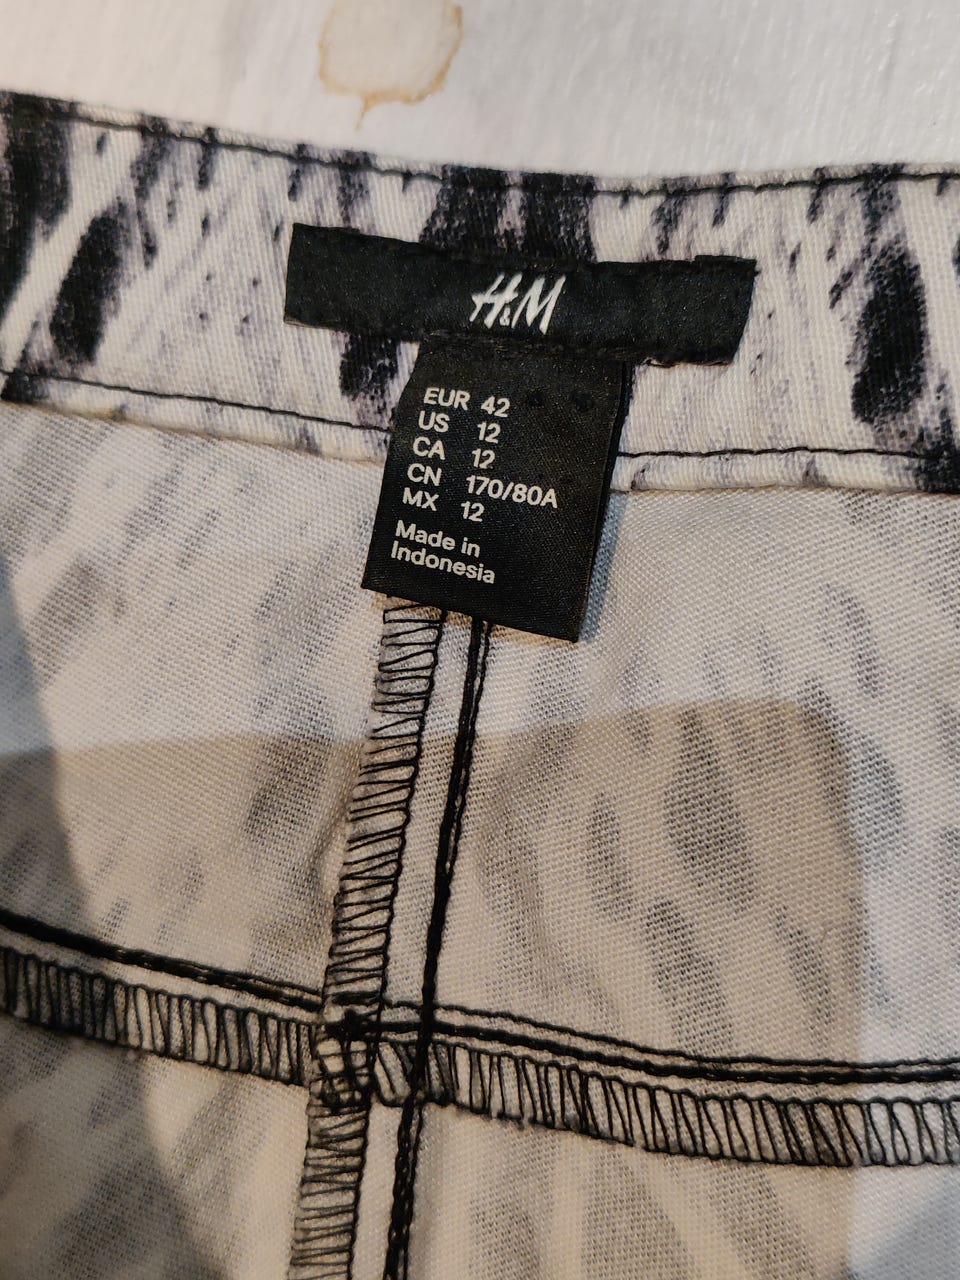 H&M
EUR 42
US 12
CA 12
CN 170/80A
MX 12
Made in
Indonesia